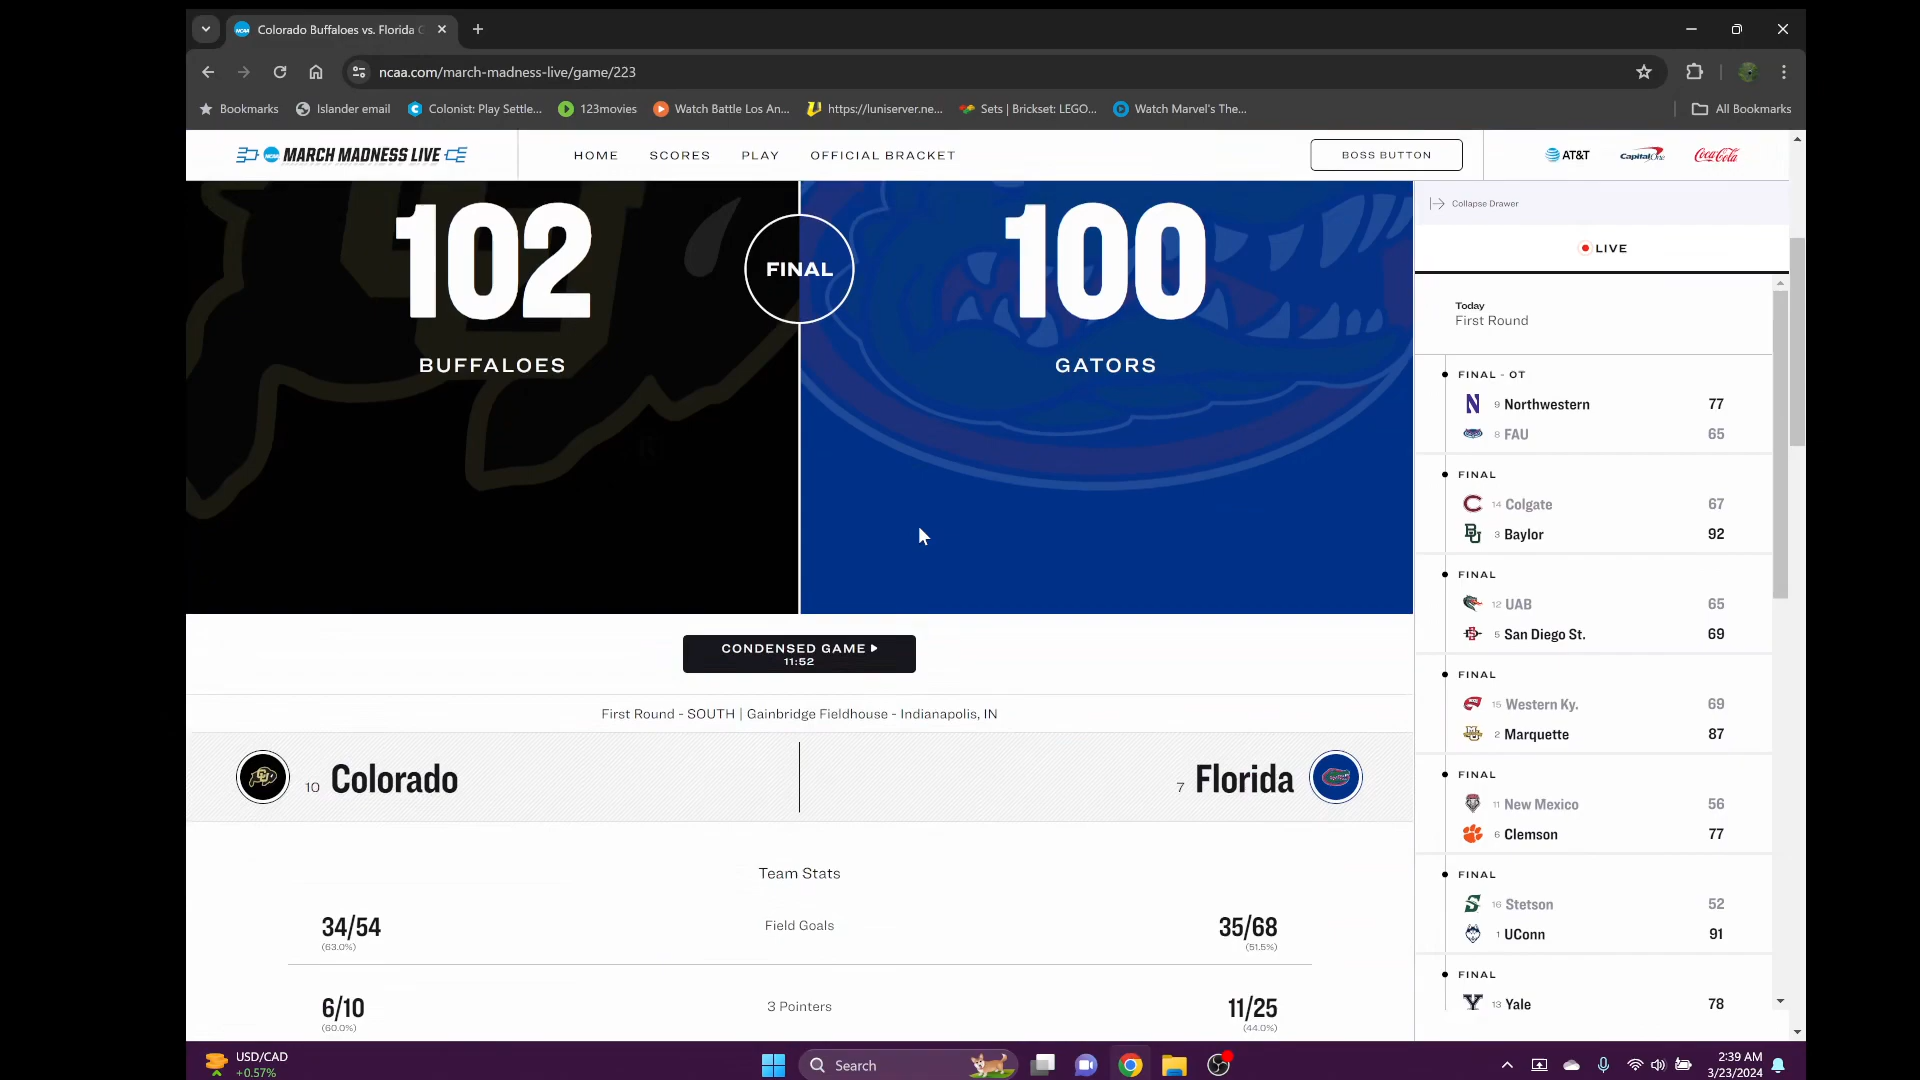 Colorado Buffaloes vs. Florida G
ncaa.com/march-madness-live/game/223
Bookmarks
Islander email
Colonist: Play Settle...
123movies
Watch Battle Los An...
https://luniserver.ne...
Sets | Brickset: LEGO...
Watch Marvel's The...
All Bookmarks
MARCH MADNESS LIVE
HOME
SCORES
PLAY
OFFICIAL BRACKET
BOSS BUTTON
AT&T
Capital One
Coca-Cola
102
BUFFALOES
FINAL
100
GATORS
CONDENSED GAME
11:52
First Round - SOUTH | Gainbridge Fieldhouse - Indianapolis, IN
10 Colorado
7 Florida
Team Stats
34/54 Field Goals 35/68
(63.0%) (51.5%)
6/10 3 Pointers 11/25
(60.0%) (44.0%)
Collapse Drawer
LIVE
Today
First Round
FINAL - OT
9 Northwestern 77
8 FAU 65
FINAL
14 Colgate 67
3 Baylor 92
FINAL
12 UAB 65
5 San Diego St. 69
FINAL
15 Western Ky. 69
2 Marquette 87
FINAL
11 New Mexico 56
6 Clemson 77
FINAL
16 Stetson 52
1 UConn 91
FINAL
13 Yale 78
USD/CAD
+0.57%
Search
2:39 AM
3/23/2024